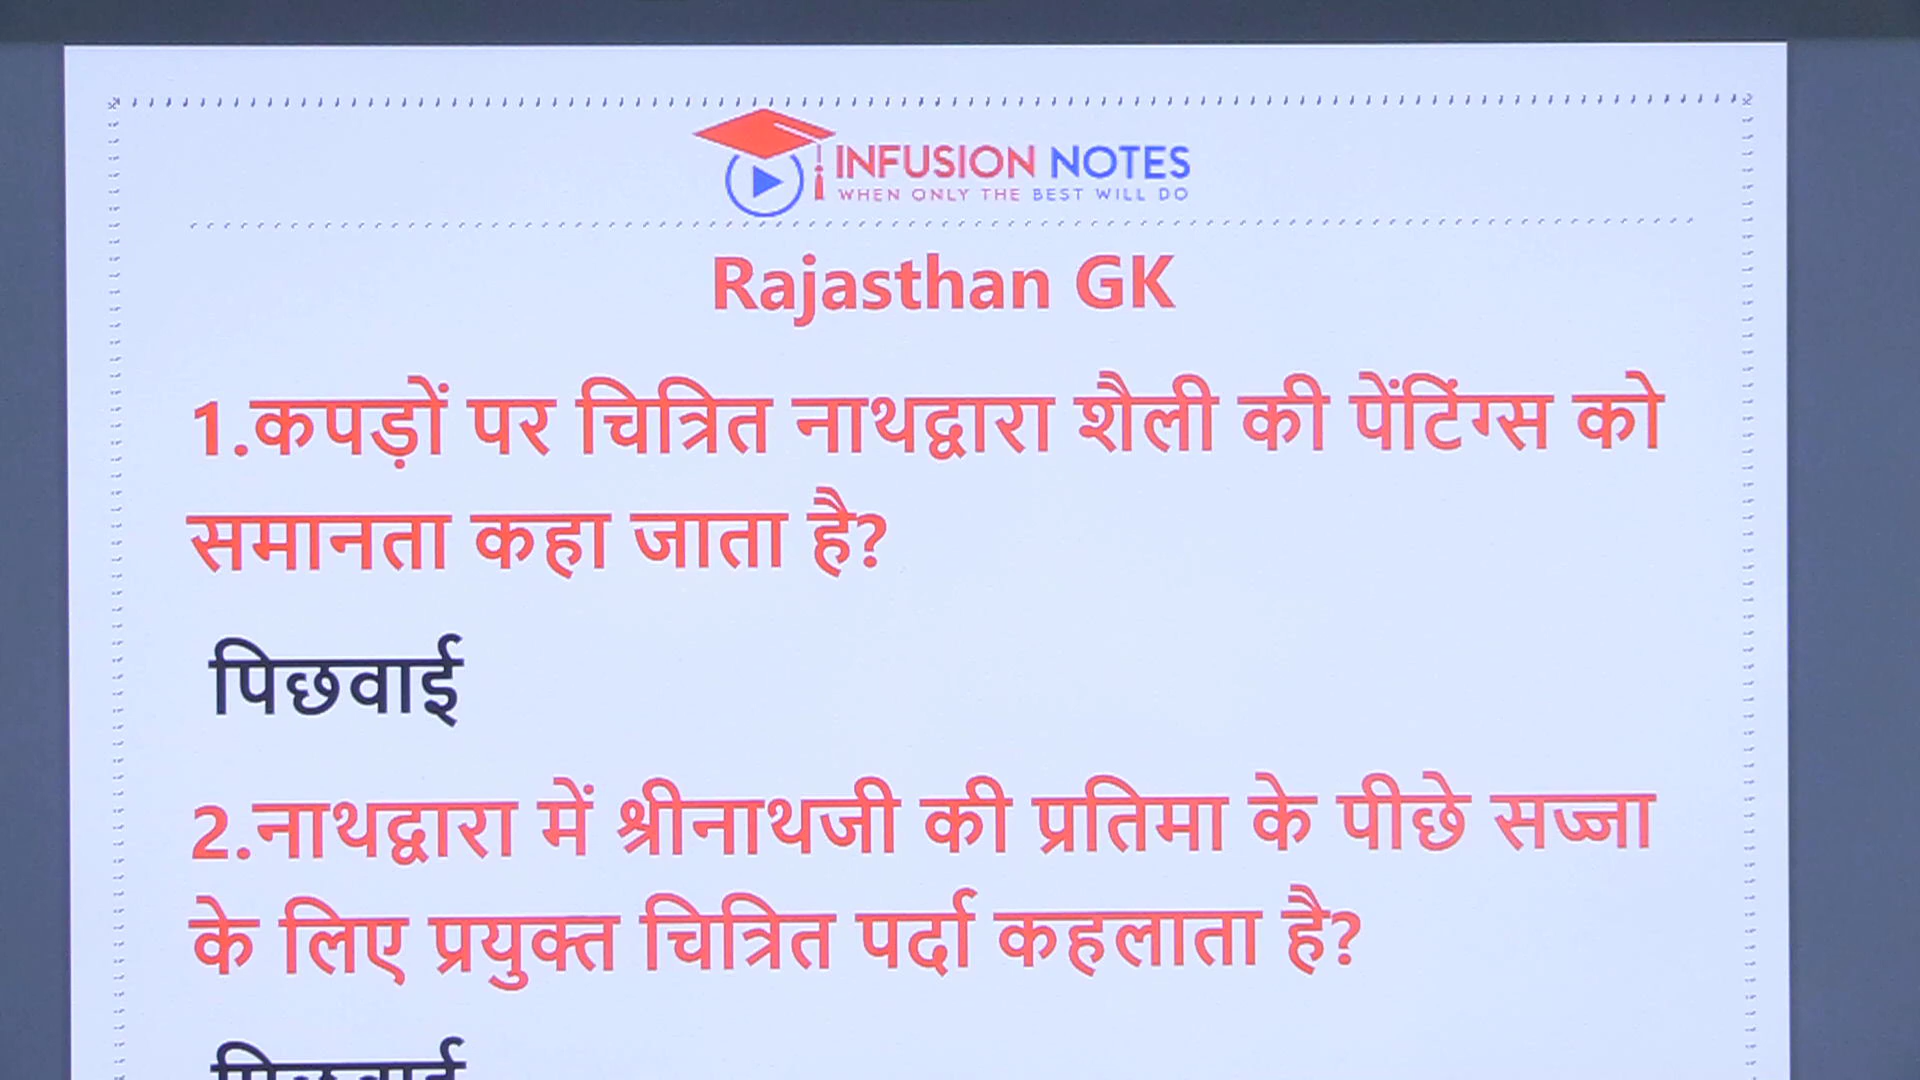 INFUSION NOTES
WHEN ONLY THE BEST WILL DO
Rajasthan GK
1.कपड़ों पर चित्रित नाथद्वारा शैली की पेंटिंग्स को
समानता कहा जाता है?
पिछवाई
2.नाथद्वारा में श्रीनाथजी की प्रतिमा के पीछे सज्जा
के लिए प्रयुक्त चित्रित पर्दा कहलाता है?
पिछवाई